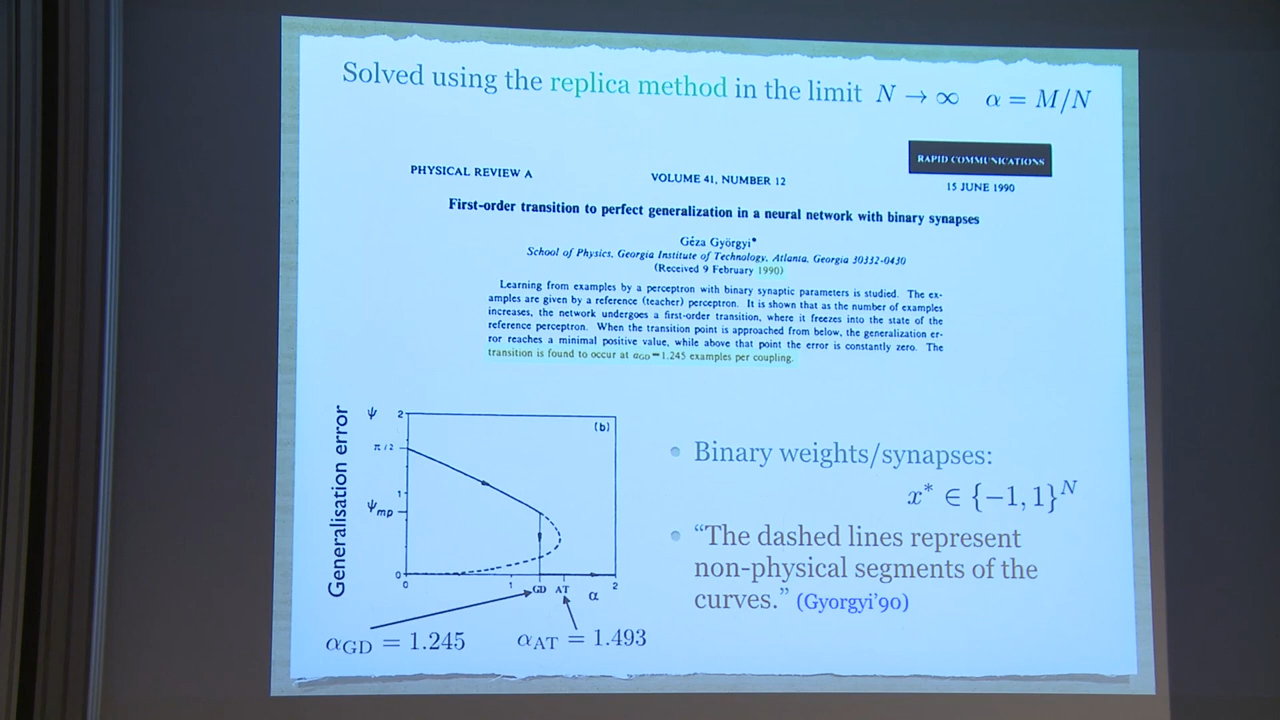 Solved using the replica method in the limit N → ∞ α = M/N
RAPID COMMUNICATIONS
PHYSICAL REVIEW A
VOLUME 41, NUMBER 12
15 JUNE 1990
First-order transition to perfect generalization in a neural network with binary synapses
Géza Györgyi*
School of Physics, Georgia Institute of Technology, Atlanta, Georgia 30332-0430
(Received 9 February 1990)
Learning from examples by a perceptron with binary synaptic parameters is studied. The ex-
amples are given by a reference (teacher) perceptron. It is shown that as the number of examples
increases, the network undergoes a first-order transition, where it freezes into the state of the
reference perceptron. When the transition point is approached from below, the generalization er-
ror reaches a minimal positive value, while above that point the error is constantly zero. The
transition is found to occur at αGD=1.245 examples per coupling.
Generalisation error
ψ
2
(b)
π/2
1
ψmp
0
0
1
GD
AT
α
2
αGD = 1.245
αAT = 1.493
• Binary weights/synapses:
x* ∈ {−1, 1}^N
• “The dashed lines represent
non-physical segments of the
curves.” (Gyorgyi’90)